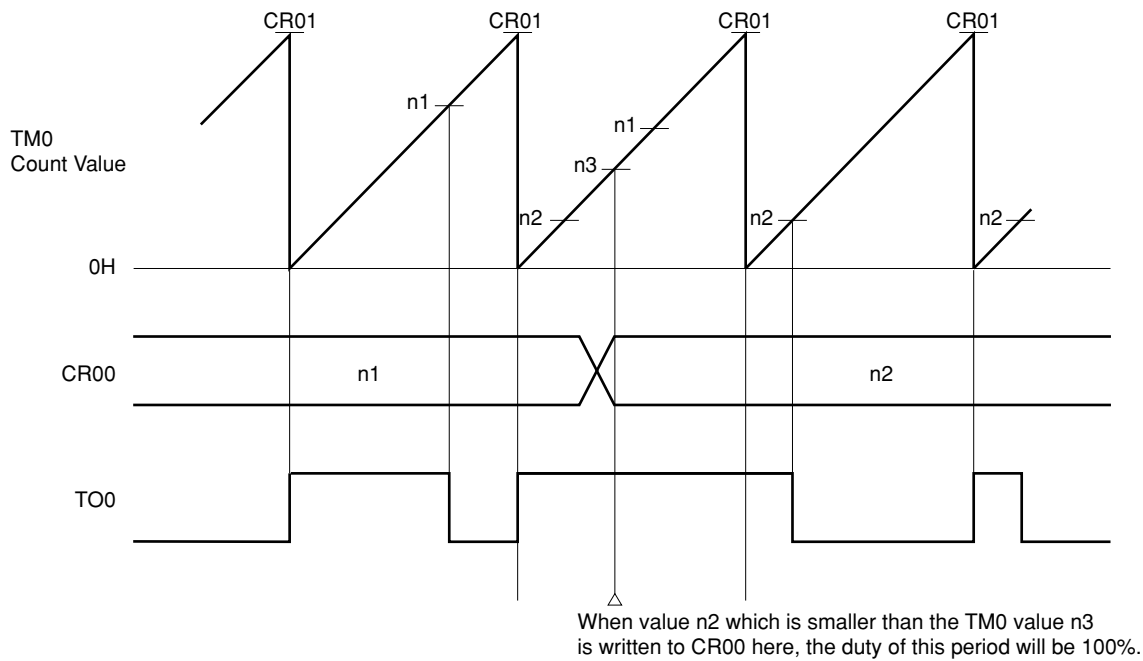 CR01 CR01 CR01 CR01
n1
n1
TM0
Count Value
n3
n2 n2 n2
0H
CR00 n1 n2
TO0
When value n2 which is smaller than the TM0 value n3
is written to CR00 here, the duty of this period will be 100%.